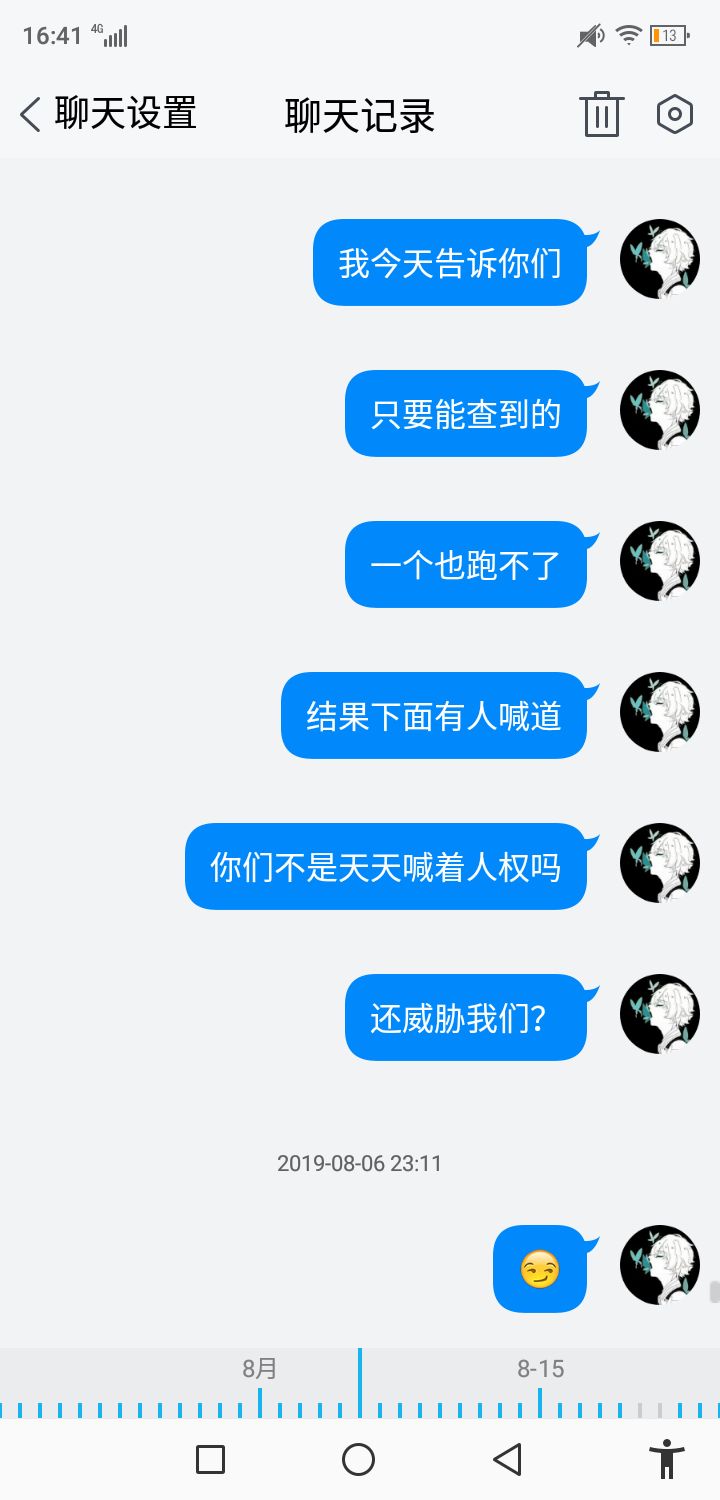 16:41 4G 13
聊天设置 聊天记录
我今天告诉你们
只要能查到的
一个也跑不了
结果下面有人喊道
你们不是天天喊着人权吗
还威胁我们？
2019-08-06 23:11
8月 8-15